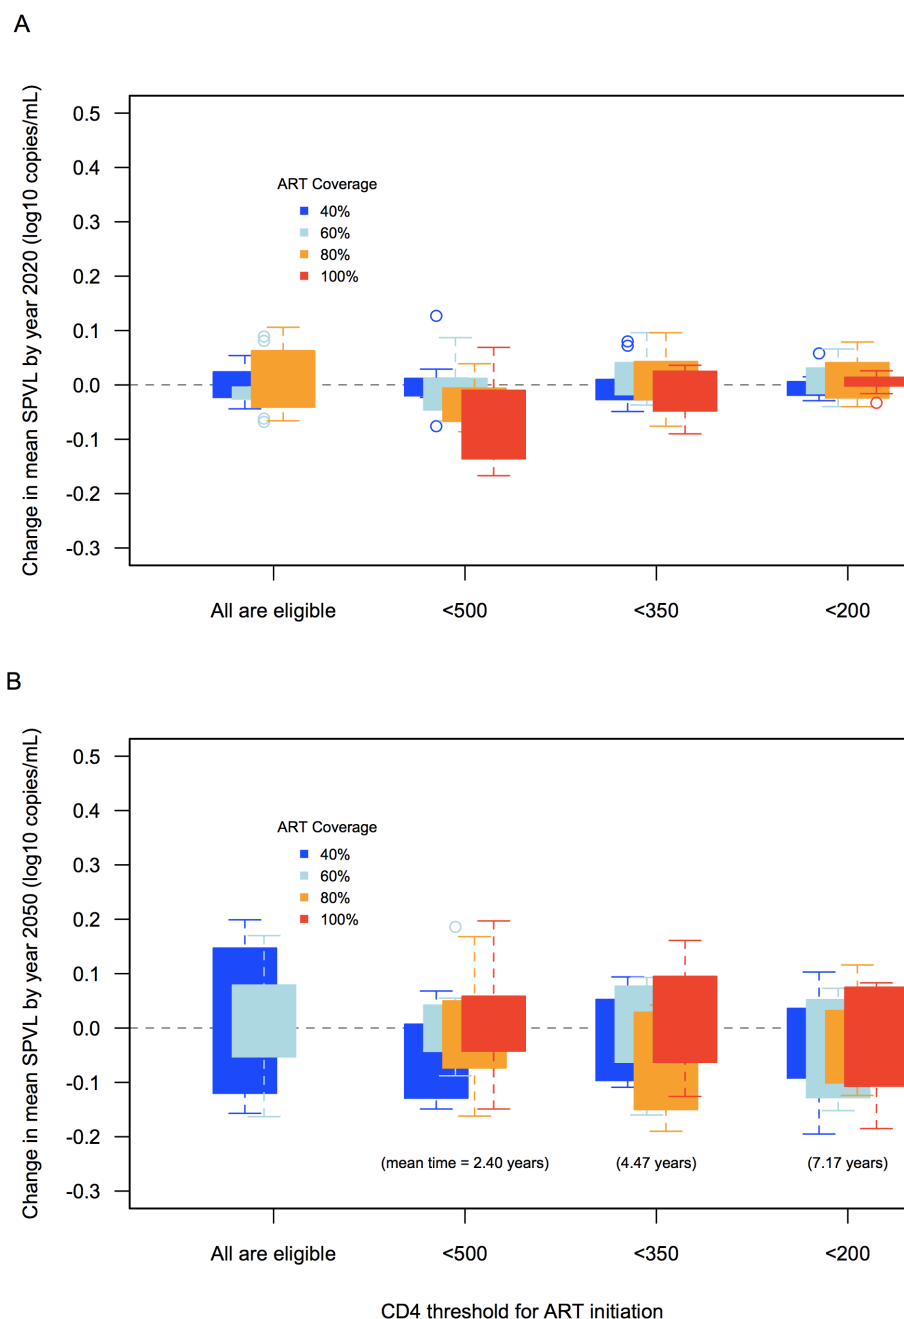 A
Change in mean SPVL by year 2020 (log10 copies/mL)
0.5
0.4
0.3
0.2
0.1
0.0
-0.1
-0.2
-0.3
ART Coverage
40%
60%
80%
100%
All are eligible <500 <350 <200
B
Change in mean SPVL by year 2050 (log10 copies/mL)
0.5
0.4
0.3
0.2
0.1
0.0
-0.1
-0.2
-0.3
ART Coverage
40%
60%
80%
100%
(mean time = 2.40 years) (4.47 years) (7.17 years)
All are eligible <500 <350 <200
CD4 threshold for ART initiation